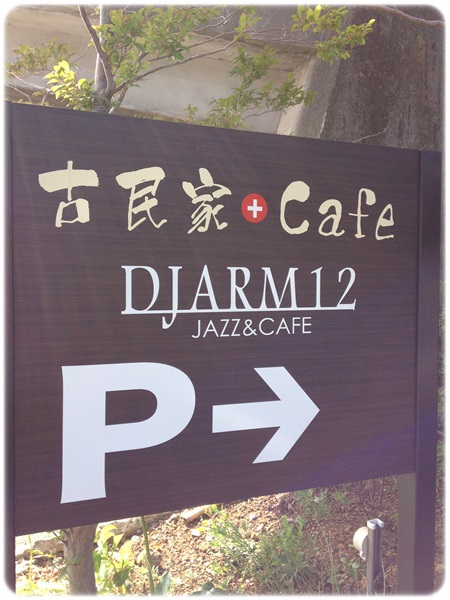 古民家+Cafe
DJARM12
JAZZ&CAFE
P→